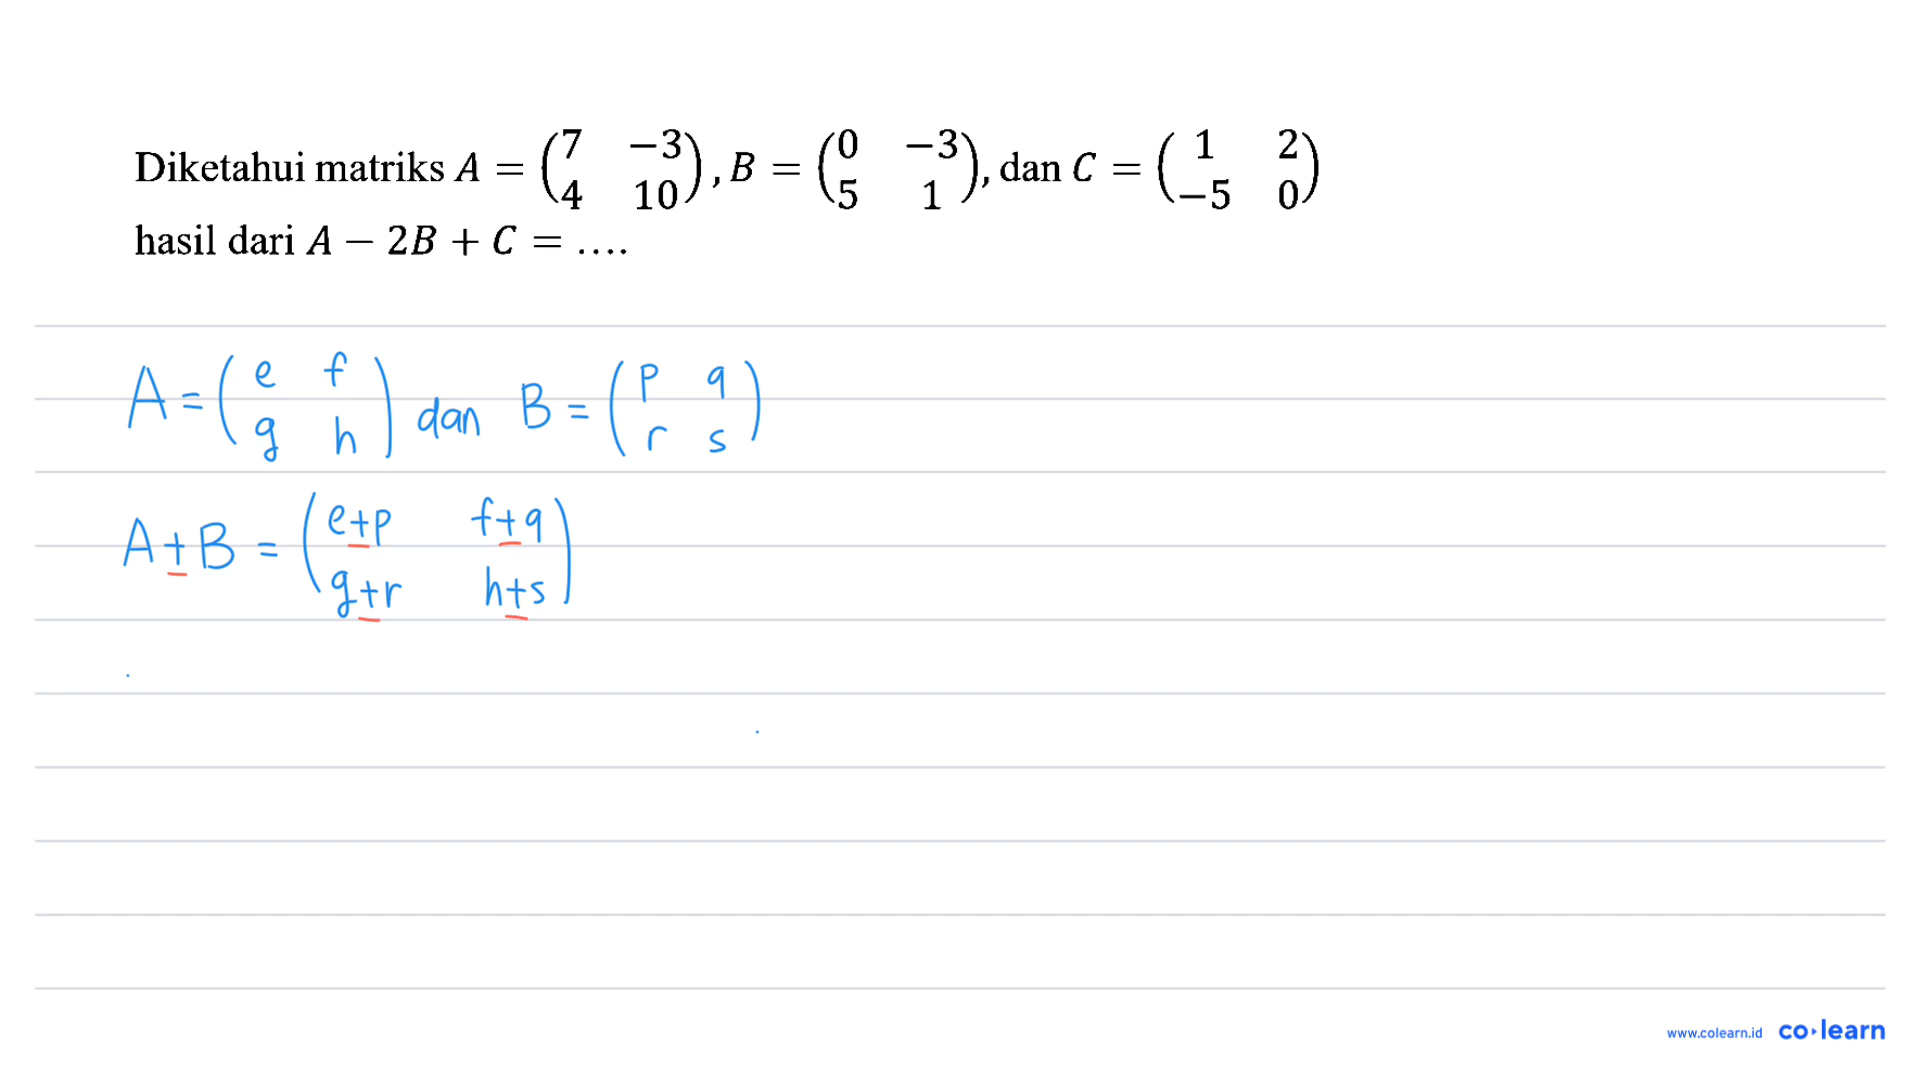 Diketahui matriks A = (7 −3 4 10), B = (0 −3 5 1), dan C = (1 2 −5 0)
hasil dari A − 2B + C = ....
A = (e f g h) dan B = (p q r s)
A ± B = (e ± p f ± q g ± r h ± s)
www.colearn.id co learn